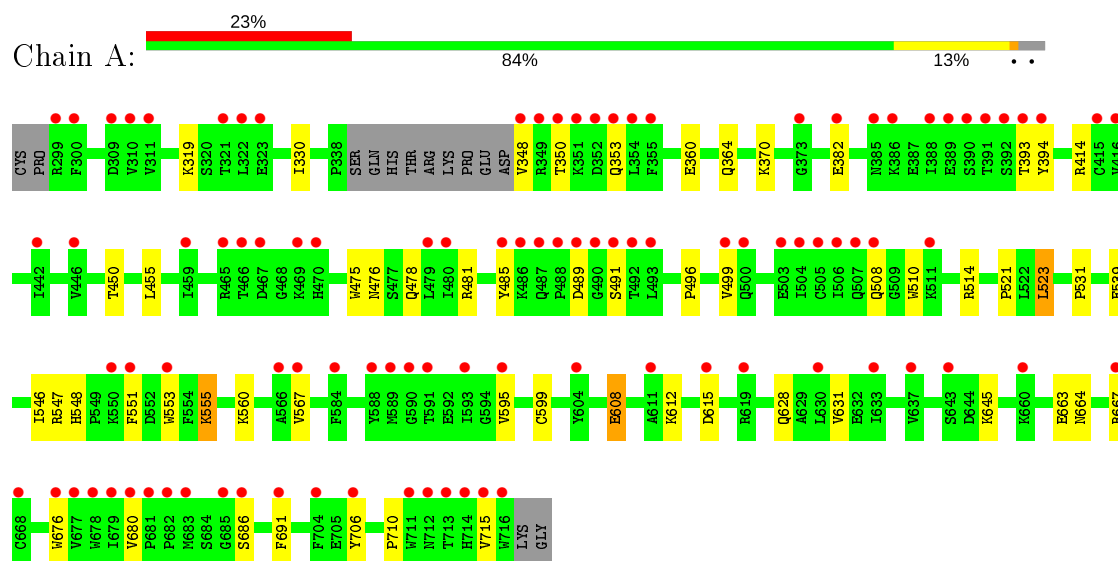 23%
Chain A:
84% 13% • •
CYS PRO R299 F300 D309 V310 V311 K319 S320 T321 L322 E323 I330 P338 SER GLN HIS THR ARG LYS PRO GLU ASP V348 R349 T350 K351 D352 Q353 L354 F355 E360 Q364 K370 G373 E382 N385 K386 E387 I388 E389 S390 T391 S392 T393 Y394 R414 C415 V416
I442 V446 T450 L455 I459 R465 T466 D467 G468 K469 H470 W475 N476 S477 Q478 L479 I480 R481 Y485 K486 Q487 P488 D489 G490 S491 T492 L493 P496 V499 Q500 E503 I504 C505 I506 Q507 Q508 G509 W510 K511 R514 P521 L522 L523 P531
I546 R547 H548 P549 K550 F551 D552 W553 F554 K555 K560 A566 V567 F584 Y588 M589 G590 T591 E592 I593 G594 V595 C599 Y604 E608 A611 K612 D615 R619 Q628 A629 L630 V631 E632 I633 V637 S643 D644 K645 K660 E663 N664 R667
C668 W676 V677 W678 I679 V680 P681 P682 M683 S684 G685 S686 F691 F704 E705 Y706 P710 W711 N712 T713 H714 V715 W716 LYS GLY